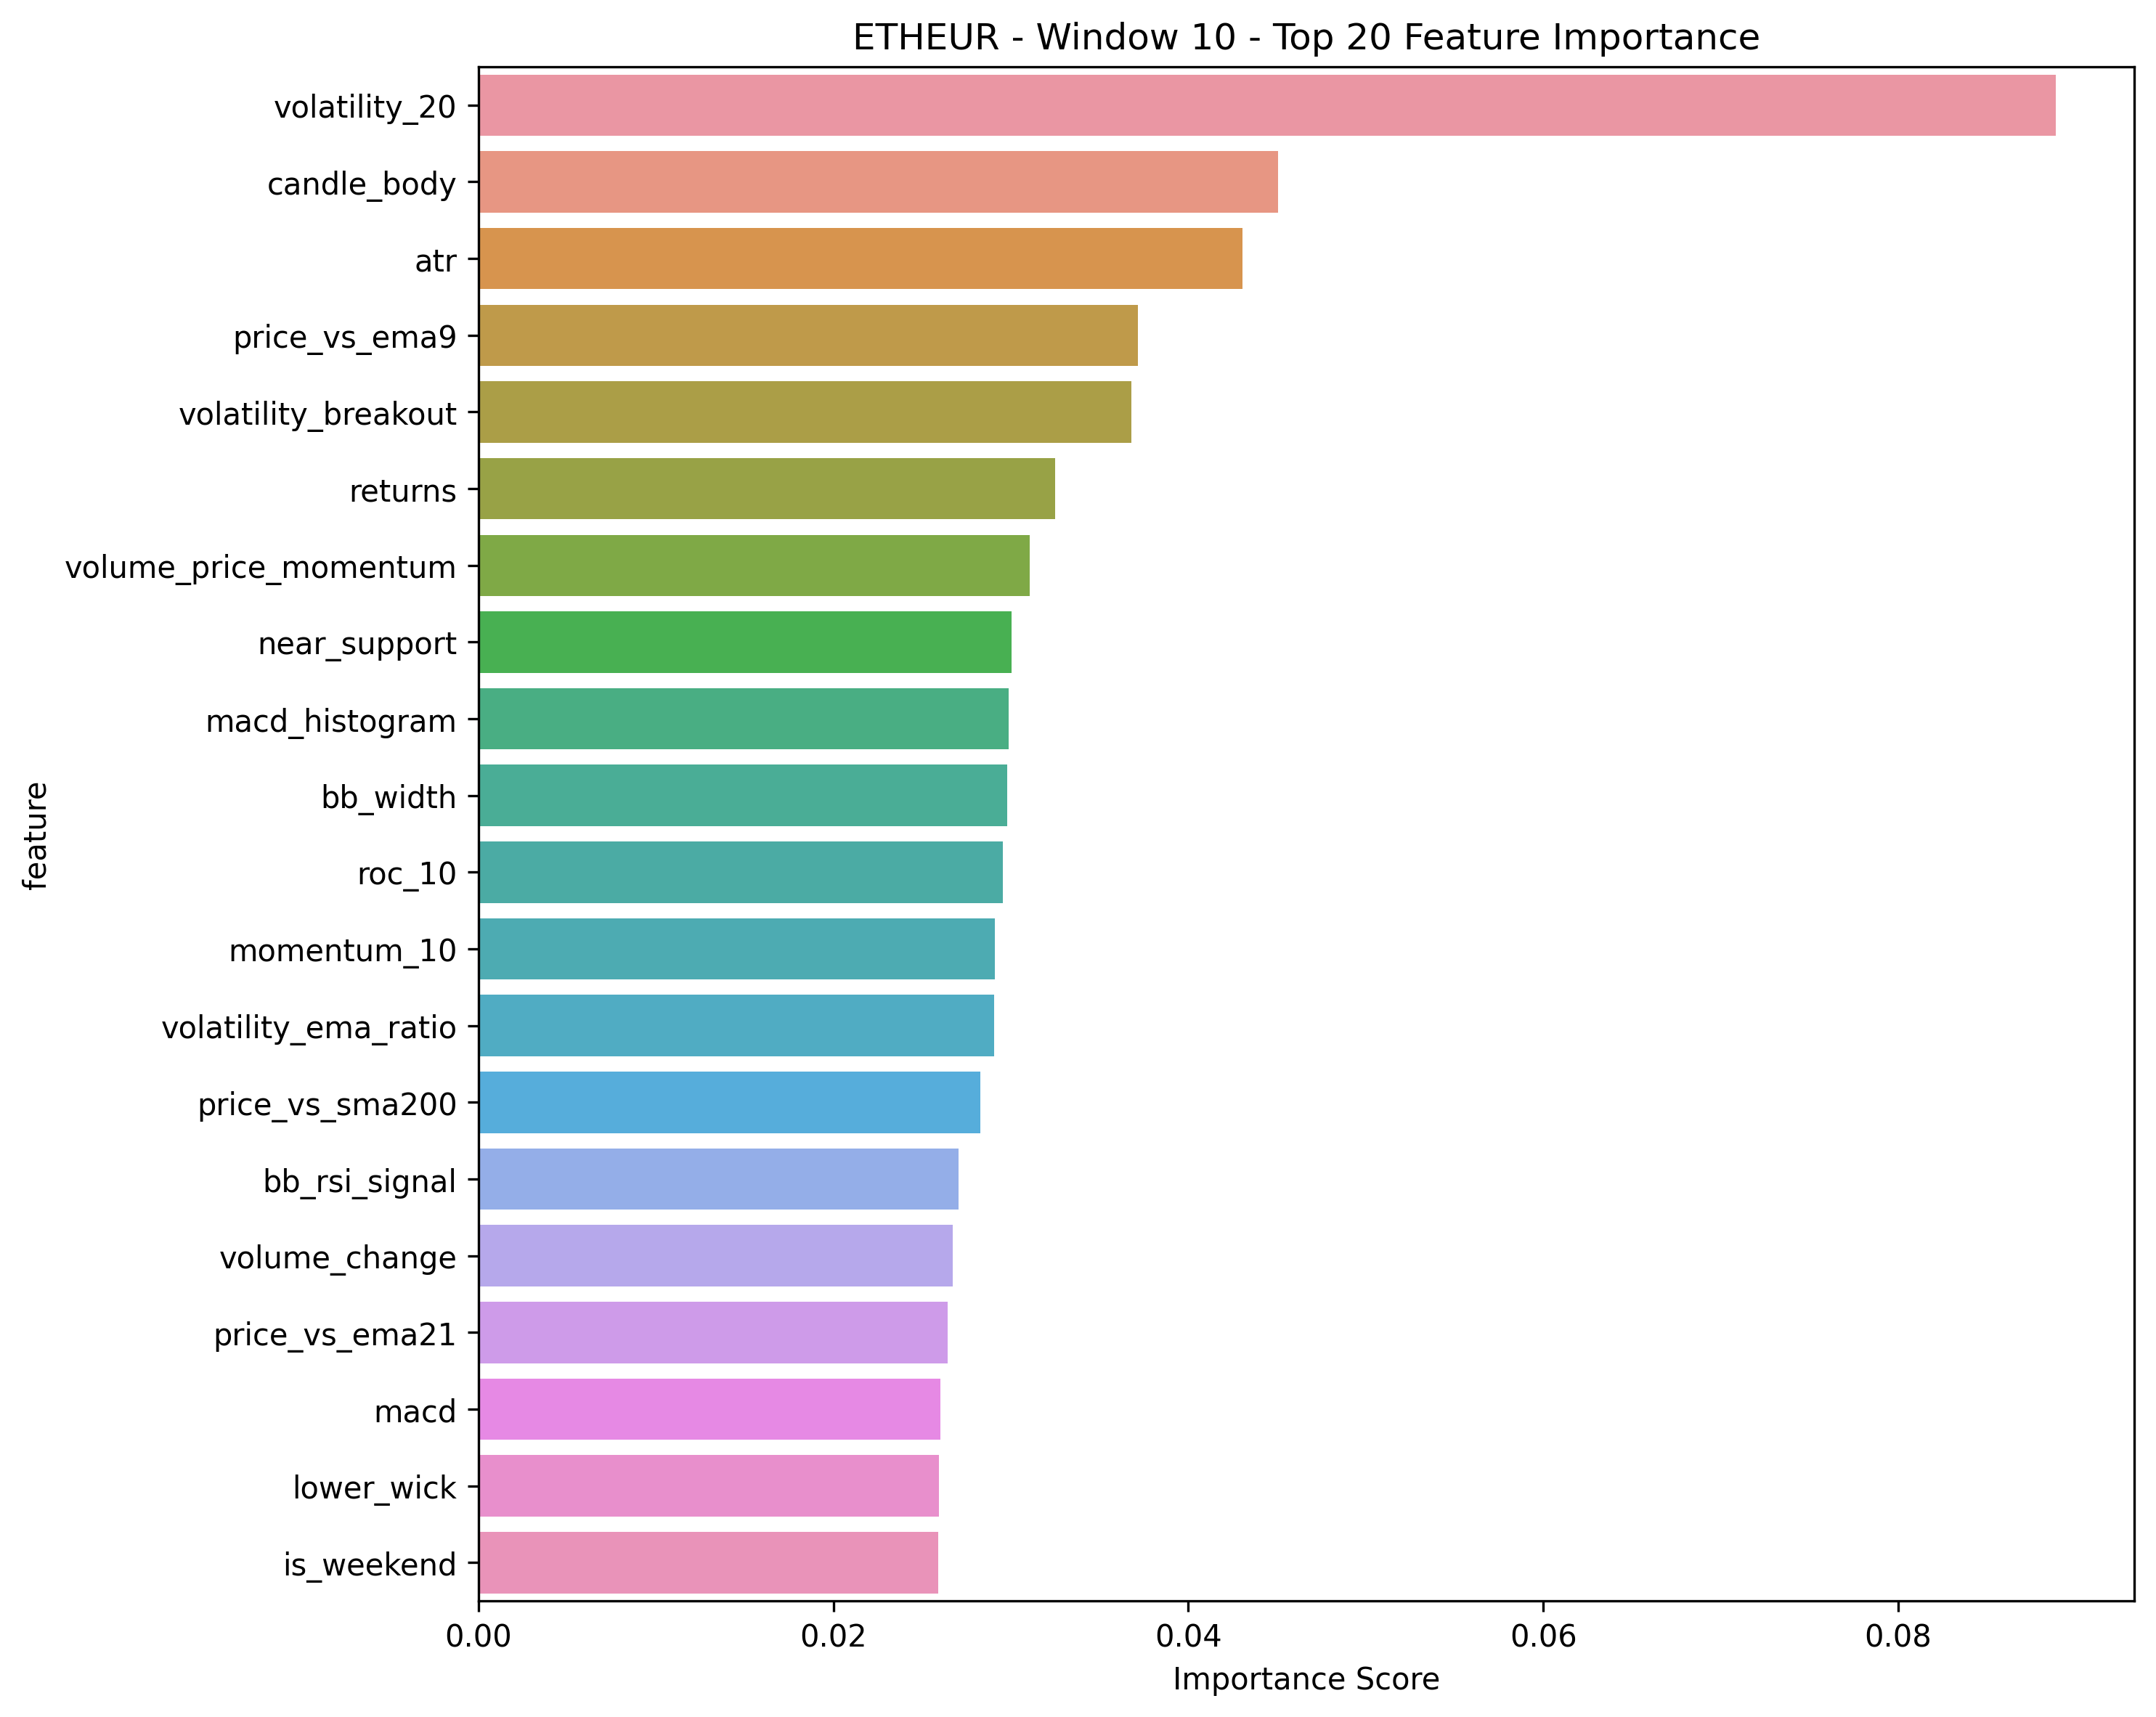 ETHEUR - Window 10 - Top 20 Feature Importance
volatility_20
candle_body
atr
price_vs_ema9
volatility_breakout
returns
volume_price_momentum
near_support
macd_histogram
bb_width
roc_10
momentum_10
volatility_ema_ratio
price_vs_sma200
bb_rsi_signal
volume_change
price_vs_ema21
macd
lower_wick
is_weekend
feature
0.00 0.02 0.04 0.06 0.08
Importance Score